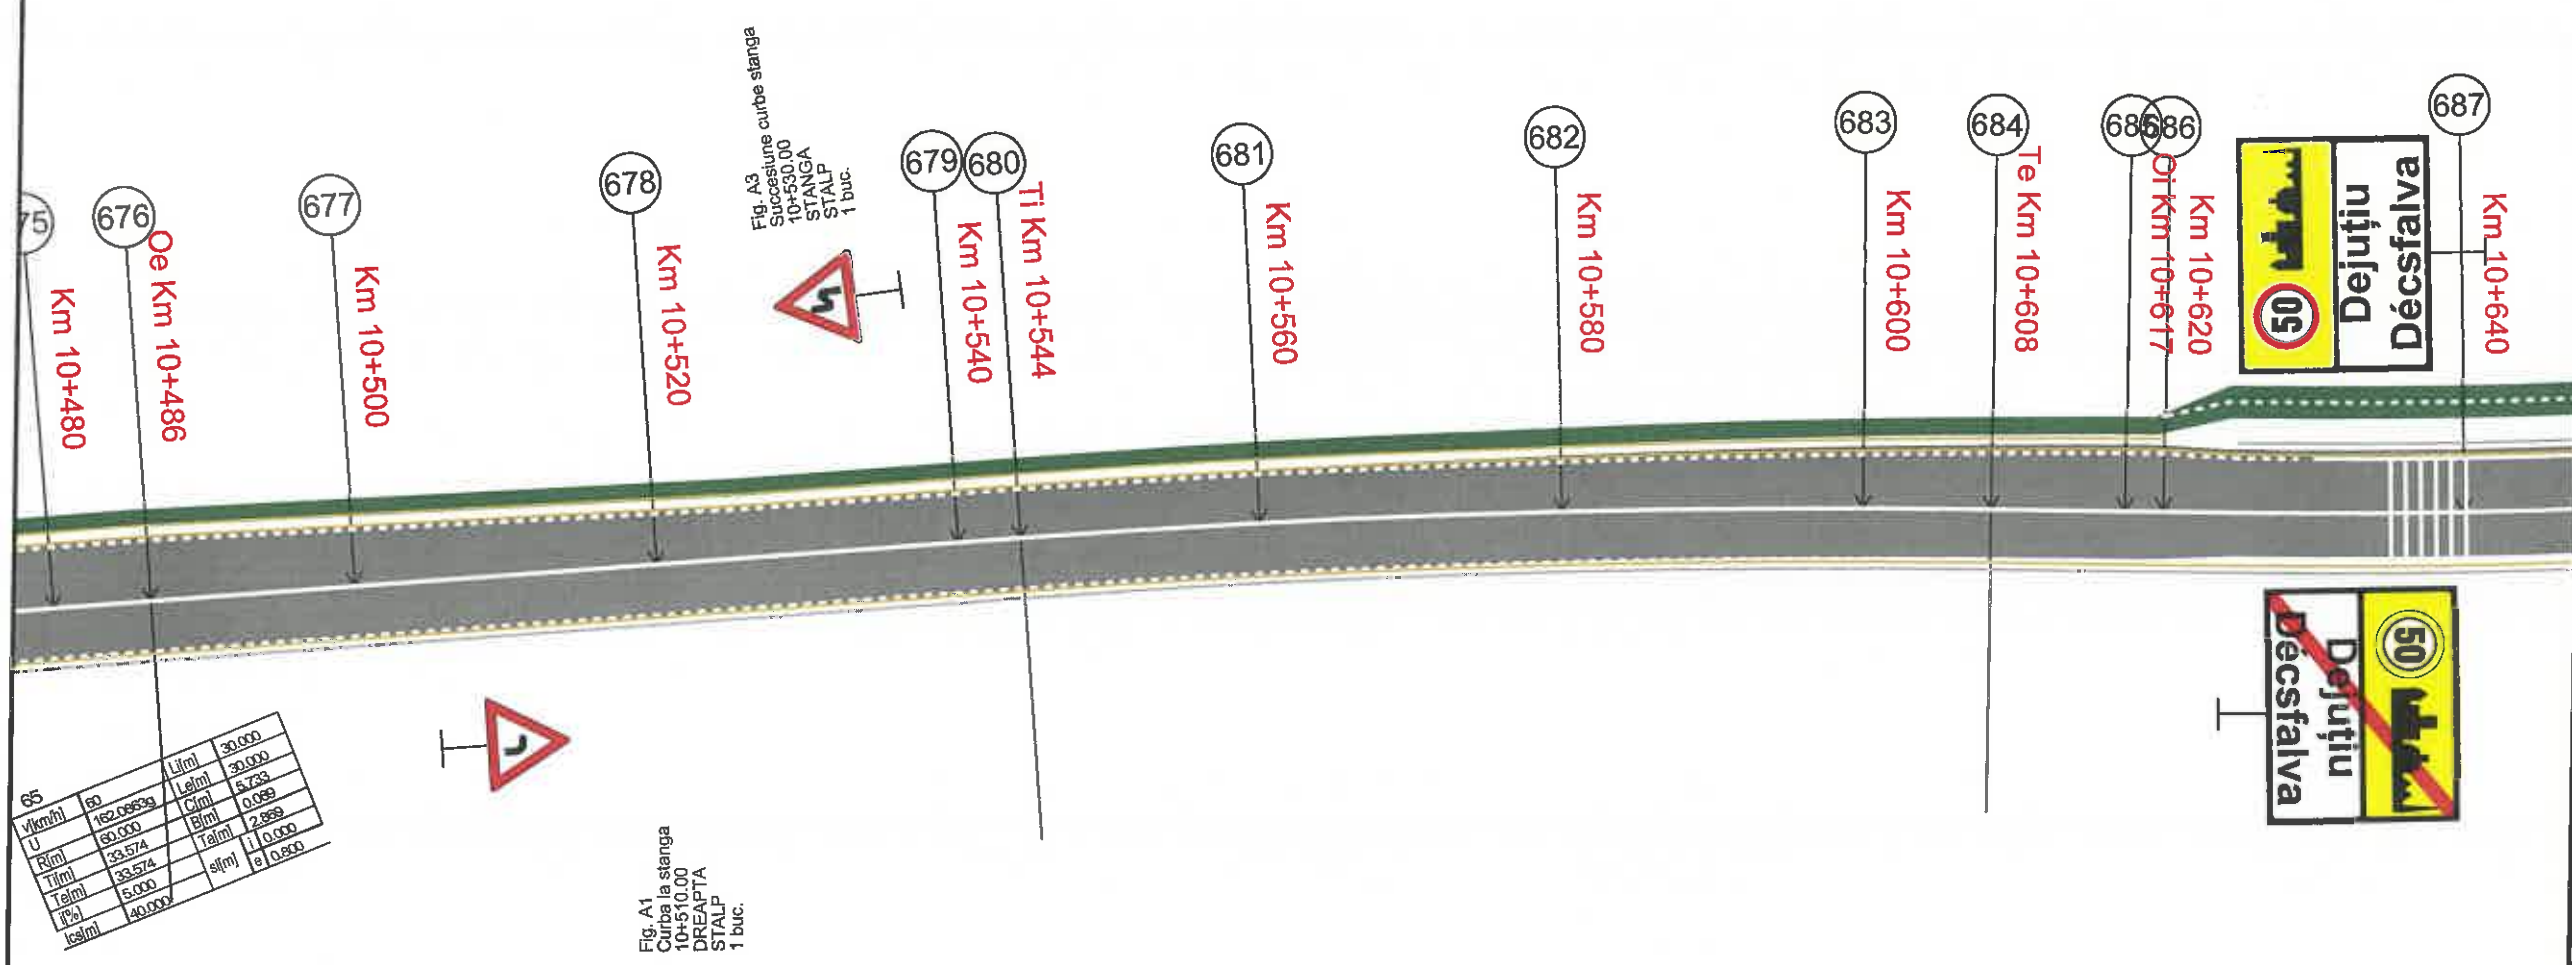 676
677
678
679
680
681
682
683
684
686
687
Km 10+480
Oe Km 10+486
Km 10+500
Km 10+520
Fig. A3
Succesiune curbe stanga
10+530.00
STANGA
STALP
1 buc.
Km 10+540
Ti Km 10+544
Km 10+560
Km 10+580
Km 10+600
Te Km 10+608
Oi Km 10+617
Km 10+620
50
Dejuțiu
Décsfalva
Km 10+640
65
v[km/h] 60 Li[m] 30.000
U 162.0663g Le[m] 30.000
R[m] 60.000 C[m] 5.733
Ti[m] 33.574 B[m] 0.089
Te[m] 33.574 Ta[m] 2.869
i[%] 5.000 sl[m] i 0.000
lcs[m] 40.000 e 0.800
Fig. A1
Curba la stanga
10+510.00
DREAPTA
STALP
1 buc.
50
Dejuțiu
Décsfalva